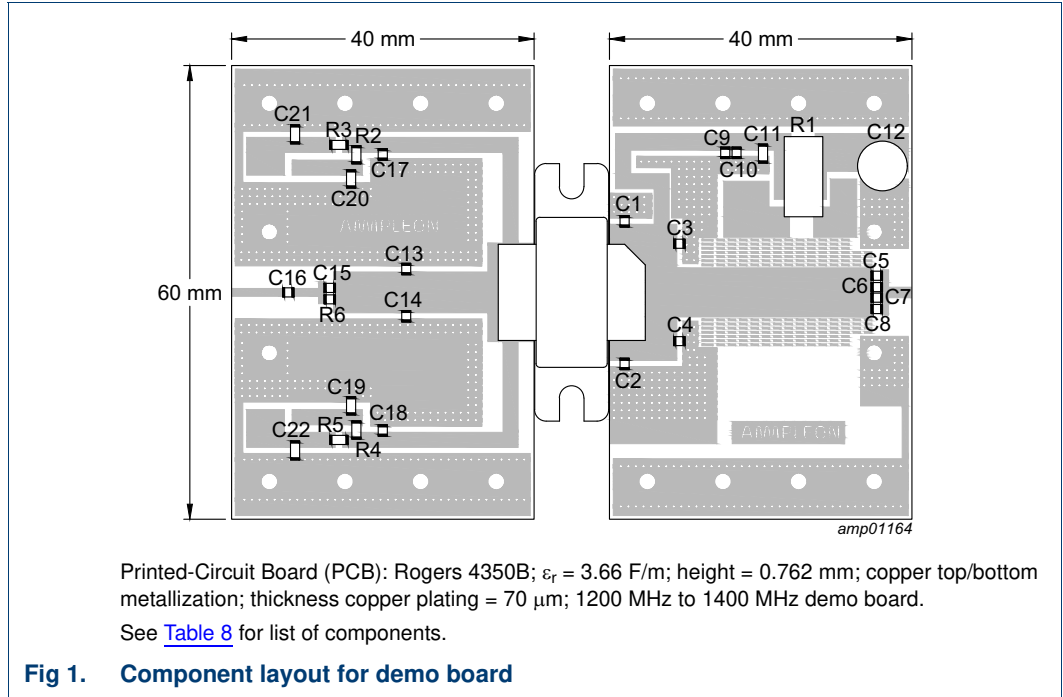 40 mm
40 mm
C21
R3
R2
C17
C20
C9
C10
C11
R1
C12
AMPLEON
C1
C3
C13
C16
C15
60 mm
C14
R6
C5
C6
C7
C8
C4
C2
C19
C18
R5
R4
C22
AMPLEON
amp01164
Printed-Circuit Board (PCB): Rogers 4350B; εr = 3.66 F/m; height = 0.762 mm; copper top/bottom
metallization; thickness copper plating = 70 μm; 1200 MHz to 1400 MHz demo board.
See Table 8 for list of components.
Fig 1. Component layout for demo board